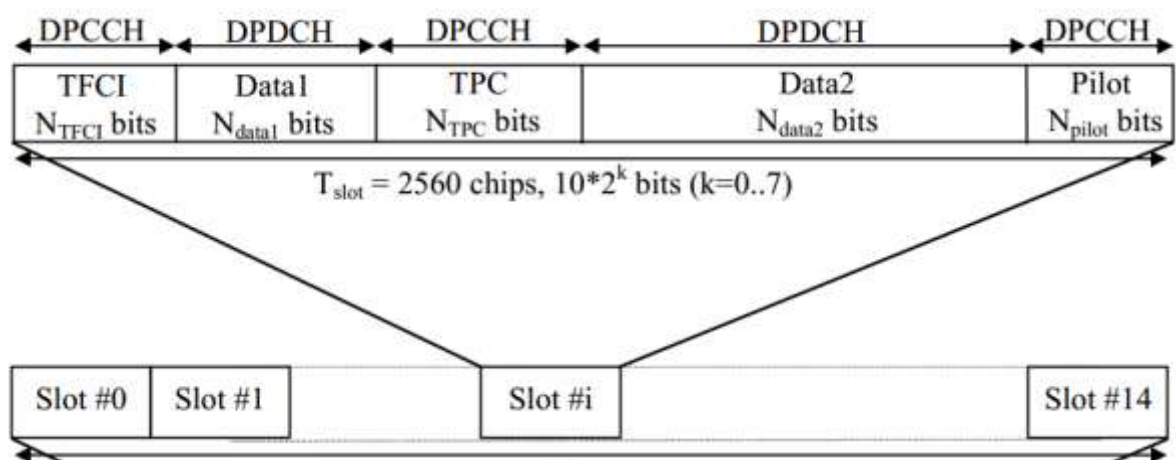 DPCCH DPDCH DPCCH DPDCH DPCCH
TFCI Data1 TPC Data2 Pilot
N_TFCI bits N_data1 bits N_TPC bits N_data2 bits N_pilot bits
T_slot = 2560 chips, 10*2^k bits (k=0..7)
Slot #0 Slot #1 Slot #i Slot #14